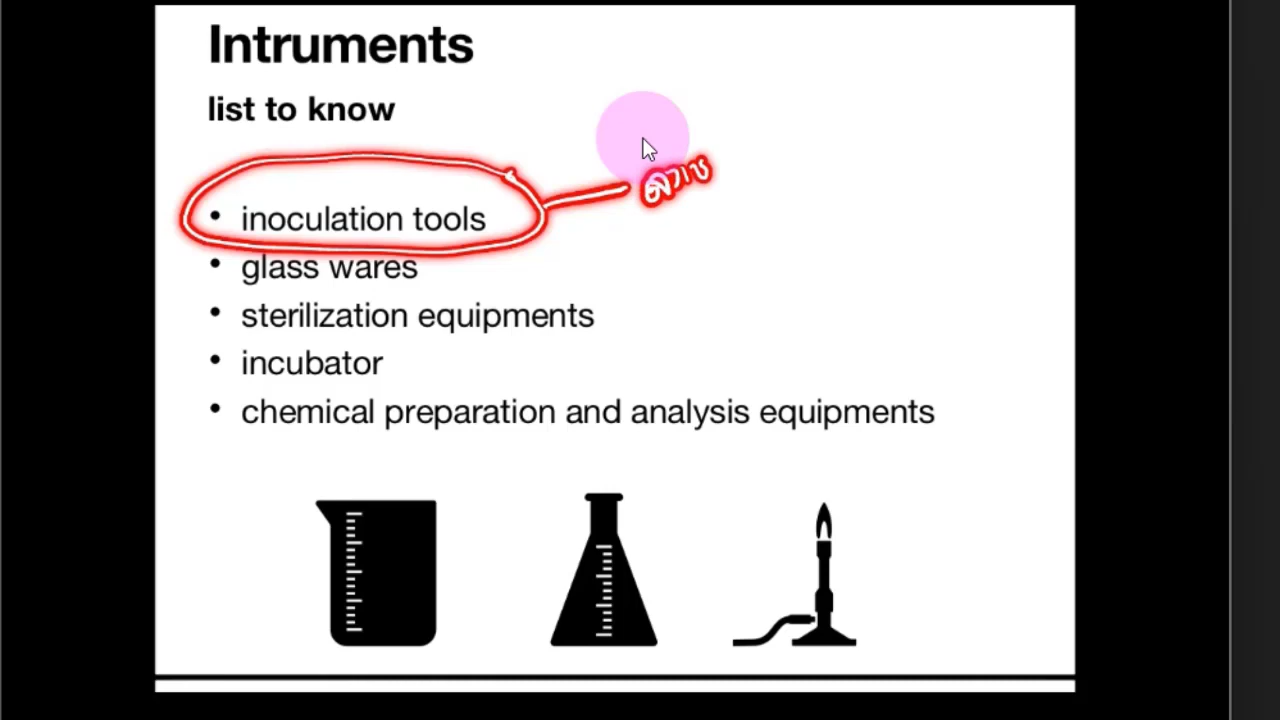 Intruments
list to know
• inoculation tools
• glass wares
• sterilization equipments
• incubator
• chemical preparation and analysis equipments